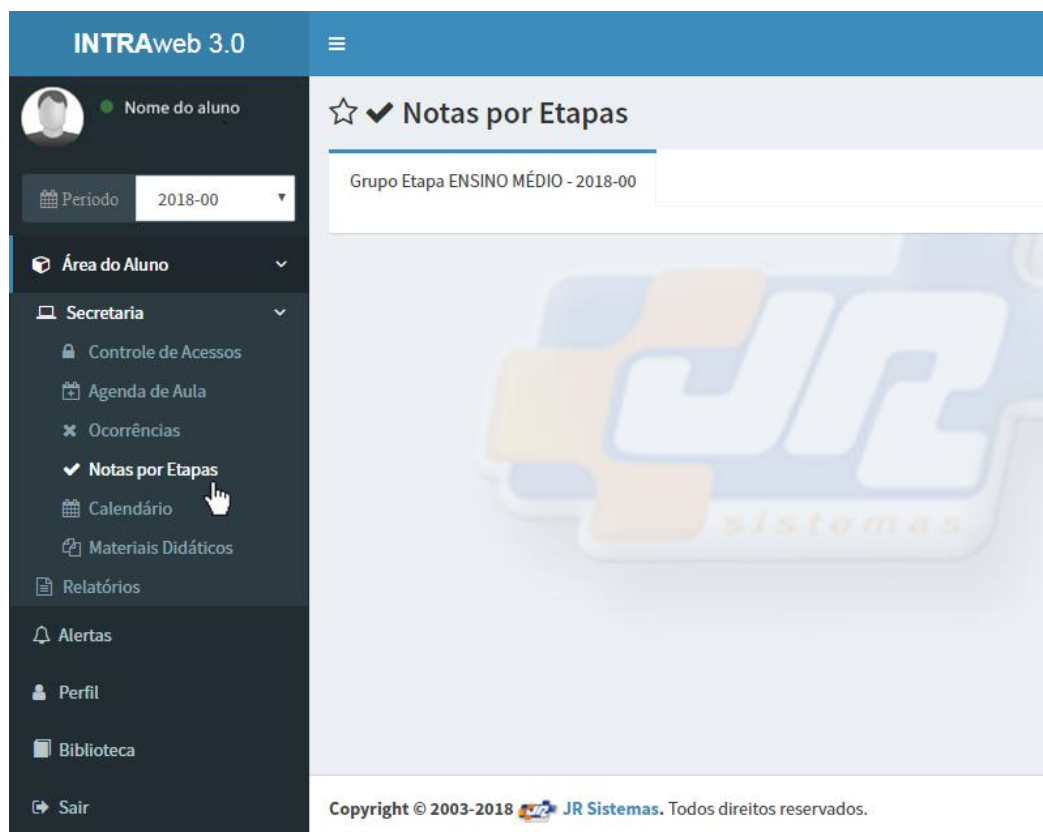 INTRAweb 3.0
Nome do aluno
Período 2018-00
Área do Aluno
Secretaria
Controle de Acessos
Agenda de Aula
Ocorrências
Notas por Etapas
Calendário
Materiais Didáticos
Relatórios
Alertas
Perfil
Biblioteca
Sair
Notas por Etapas
Grupo Etapa ENSINO MÉDIO - 2018-00
JR
sistemas
Copyright © 2003-2018 JR Sistemas. Todos direitos reservados.